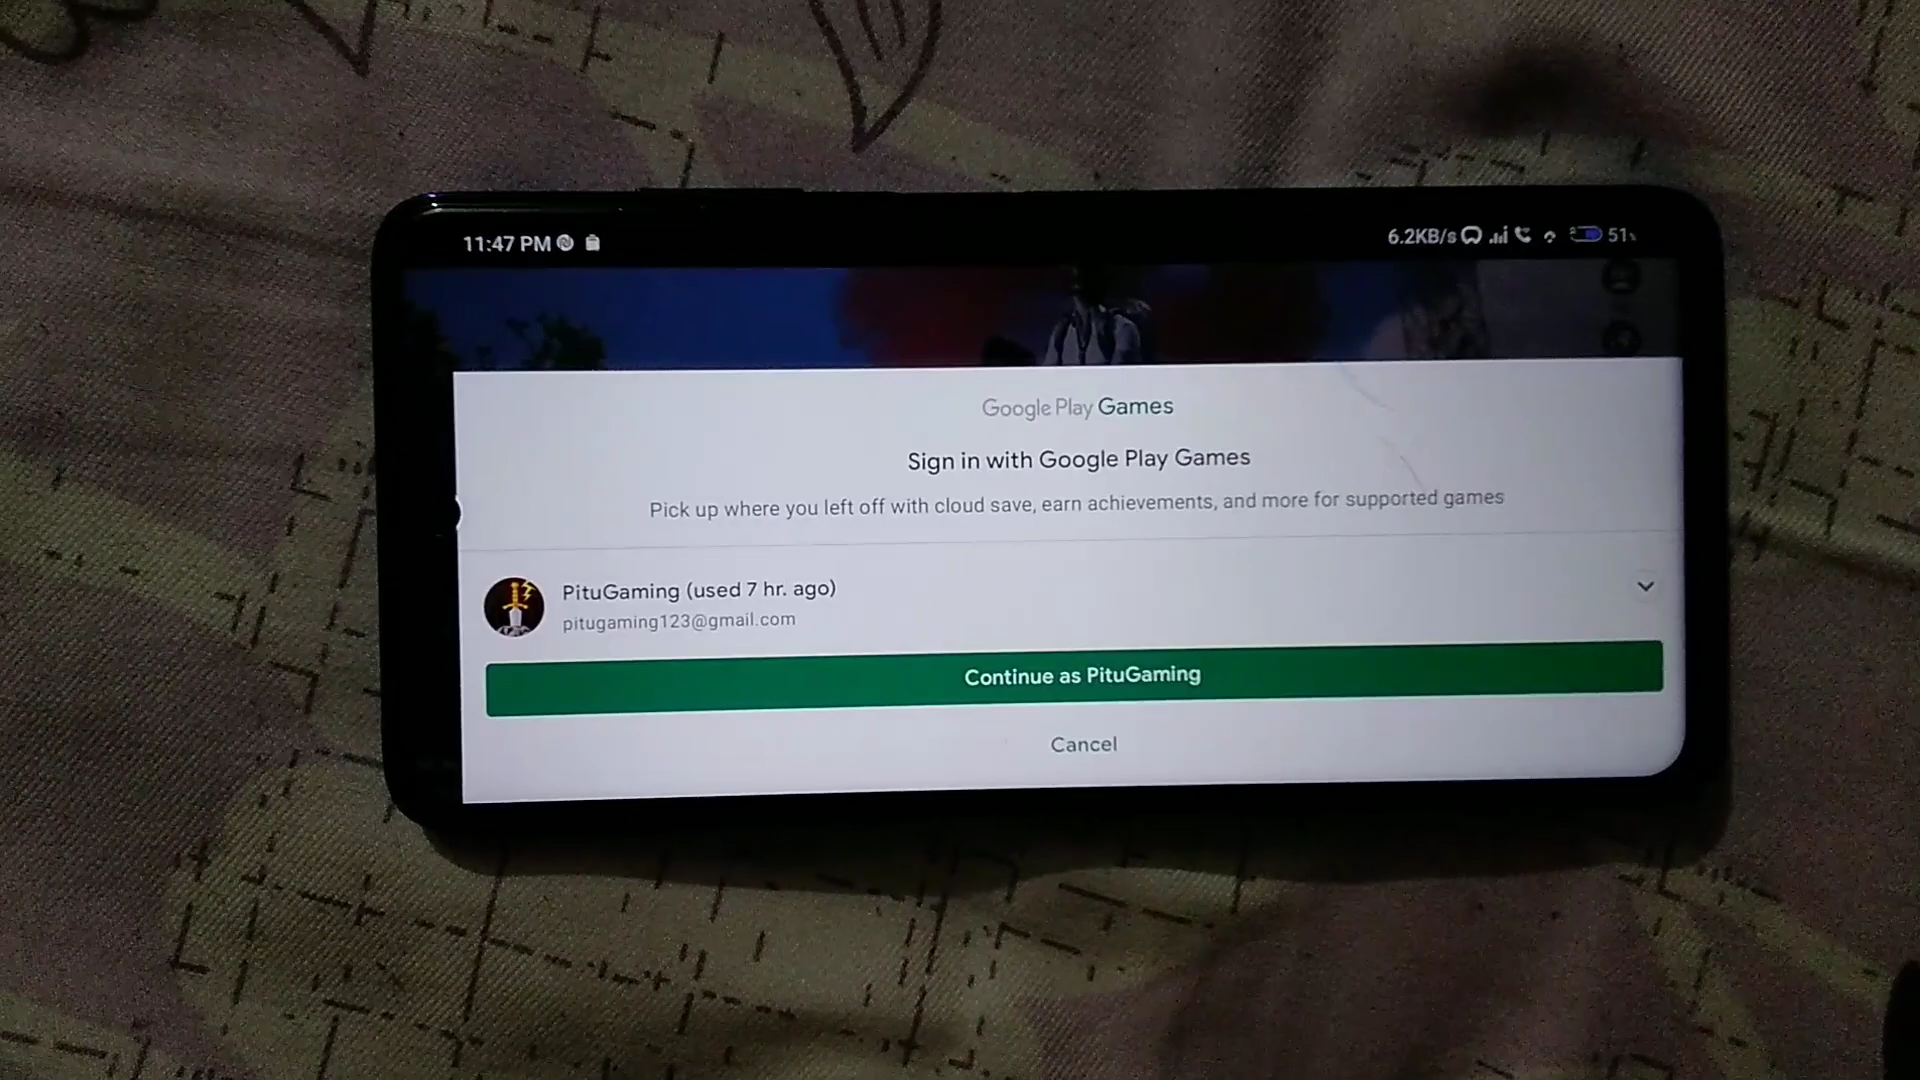 11:47 PM
6.2KB/s 51%
Google Play Games
Sign in with Google Play Games
Pick up where you left off with cloud save, earn achievements, and more for supported games
PituGaming (used 7 hr. ago)
pitugaming123@gmail.com
Continue as PituGaming
Cancel